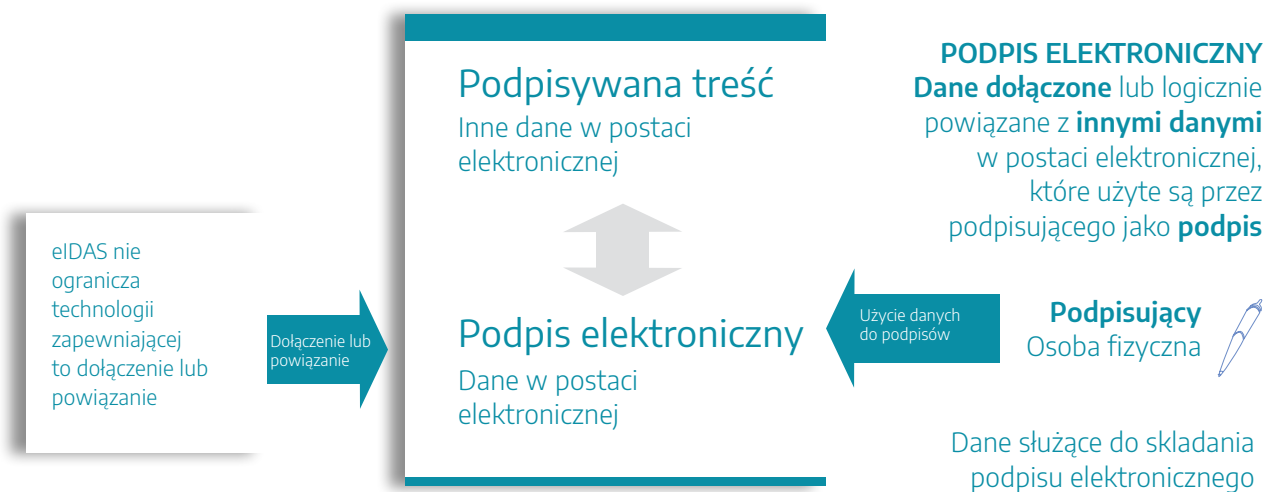 eIDAS nie
ogranicza
technologii
zapewniającej
to dołączenie lub
powiązanie
Dołączenie lub
powiązanie
Podpisywana treść
Inne dane w postaci
elektronicznej
Podpis elektroniczny
Dane w postaci
elektronicznej
PODPIS ELEKTRONICZNY
Dane dołączone lub logicznie
powiązane z innymi danymi
w postaci elektronicznej,
które użyte są przez
podpisującego jako podpis
Użycie danych
do podpisów
Podpisujący
Osoba fizyczna
Dane służące do skladania
podpisu elektronicznego